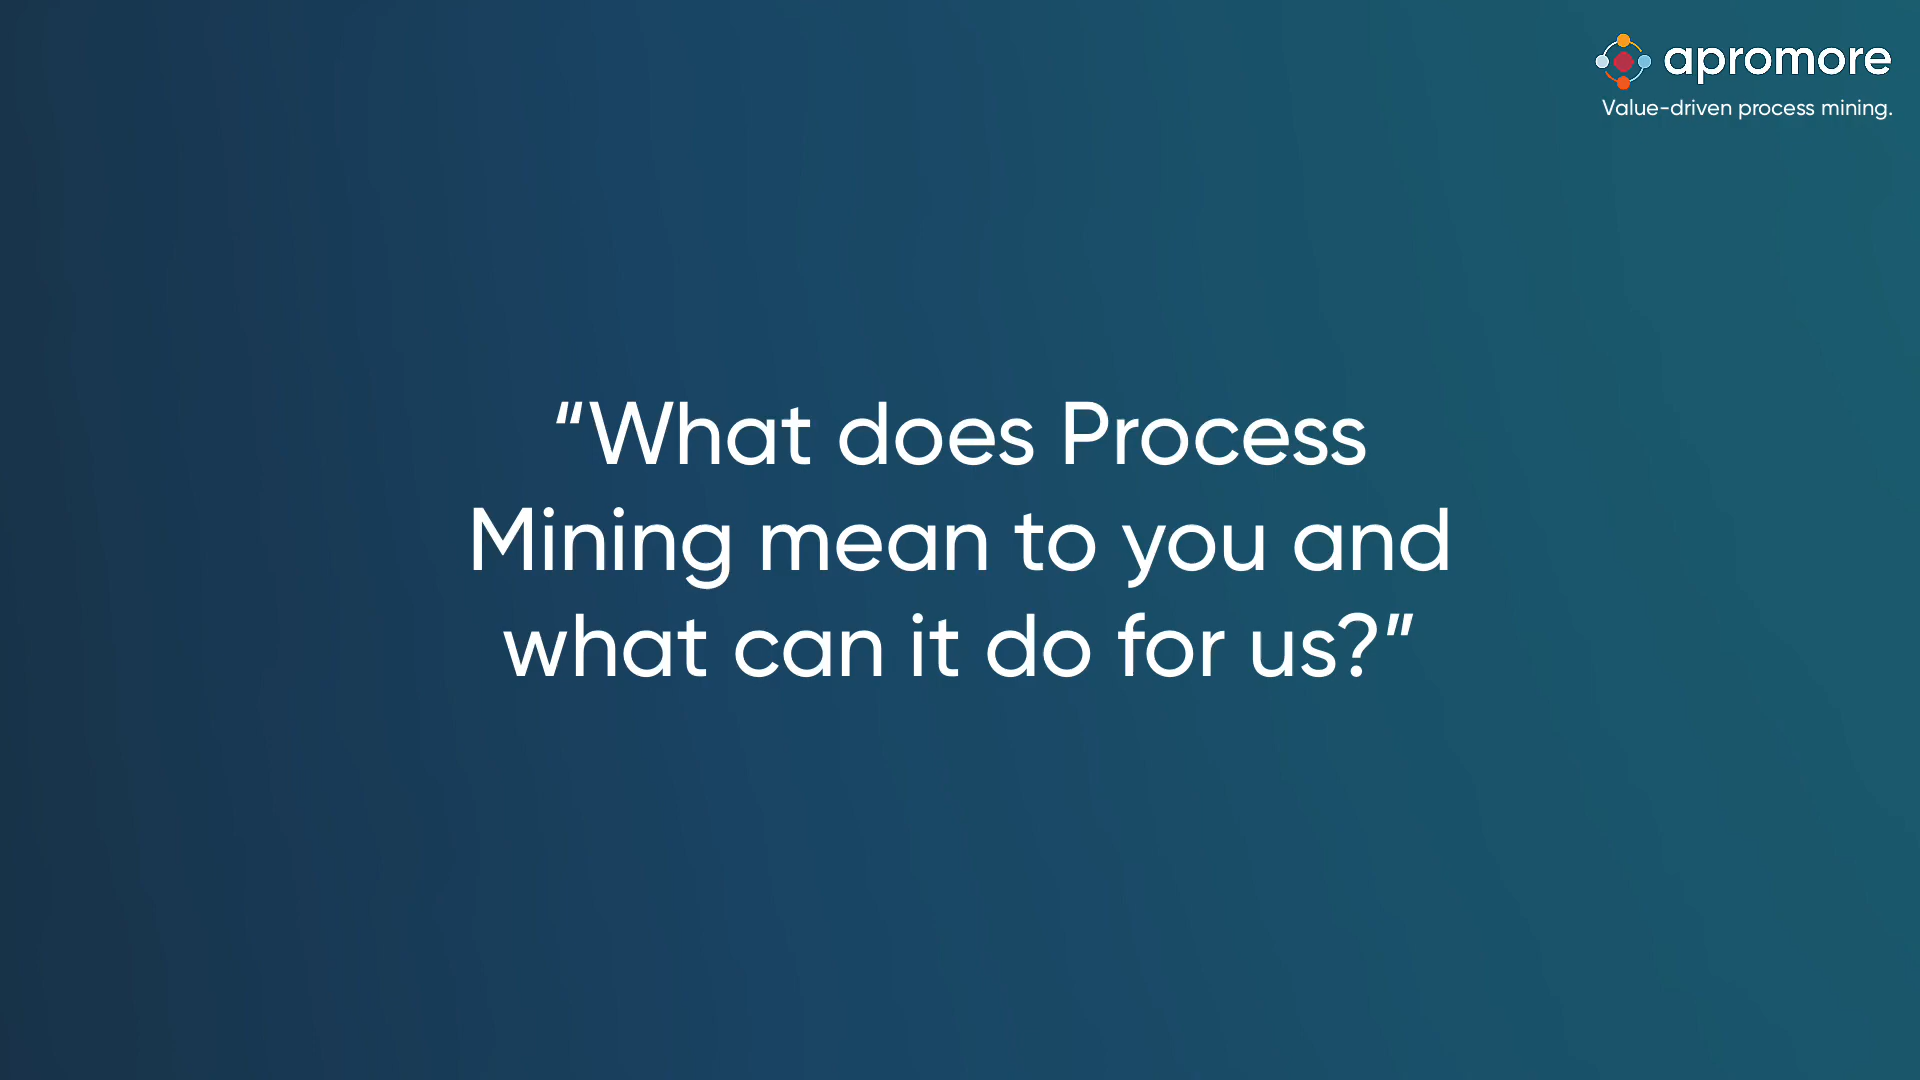 apromore
Value-driven process mining.
“What does Process
Mining mean to you and
what can it do for us?”